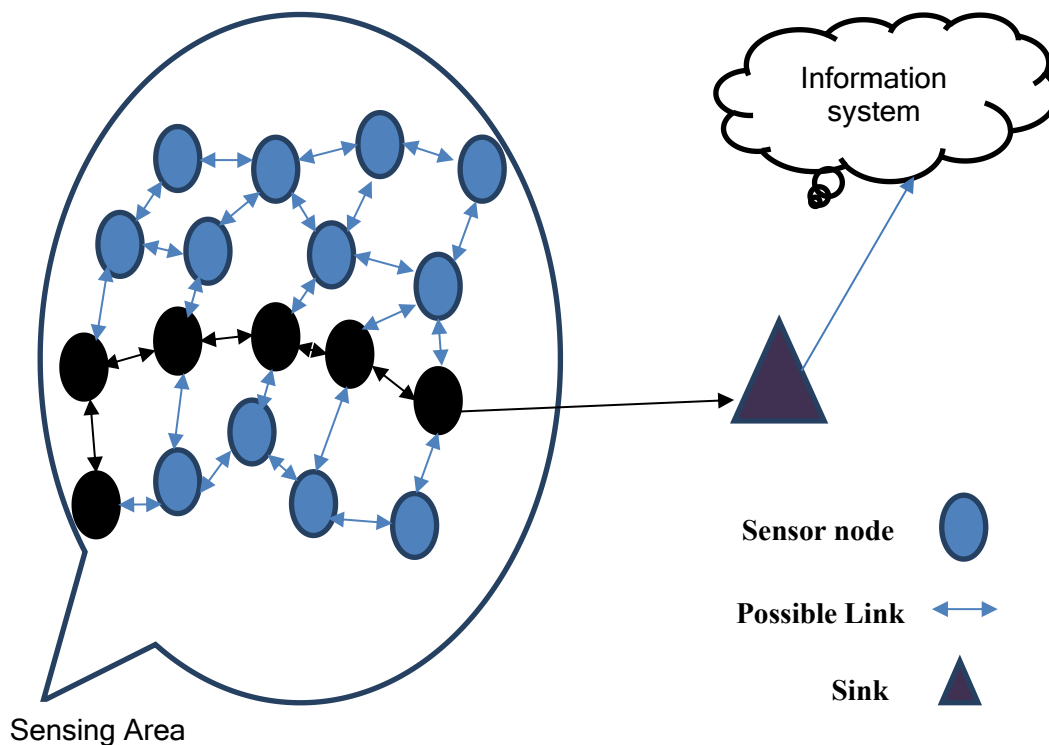 Information
system
Sensor node
Possible Link
Sink
Sensing Area